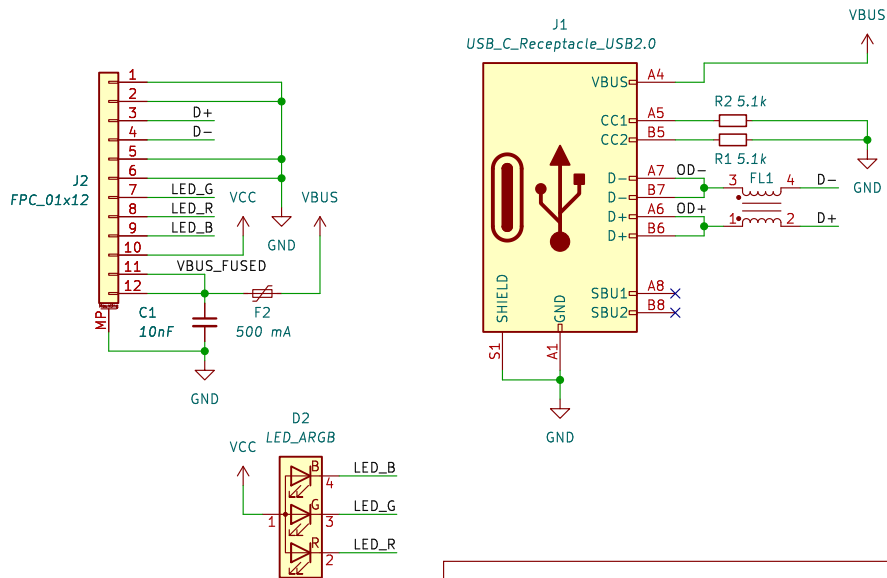 J1
USB_C_Receptacle_USB2.0
VBUS
VBUS A4
CC1 A5
CC2 B5
R2 5.1k
R1 5.1k
GND
D- A7 OD-
D- B7
D+ A6 OD+
D+ B6
FL1
3 4 D-
1 2 D+
SBU1 A8
SBU2 B8
SHIELD
GND
S1
A1
GND
J2
FPC_01x12
1
2
3 D+
4 D-
5
6
7 LED_G
8 LED_R
9 LED_B
10
11 VBUS_FUSED
12
MP
VCC
VBUS
GND
C1
10nF
F2
500 mA
GND
D2
LED_ARGB
VCC
1
B 4 LED_B
G 3 LED_G
R 2 LED_R